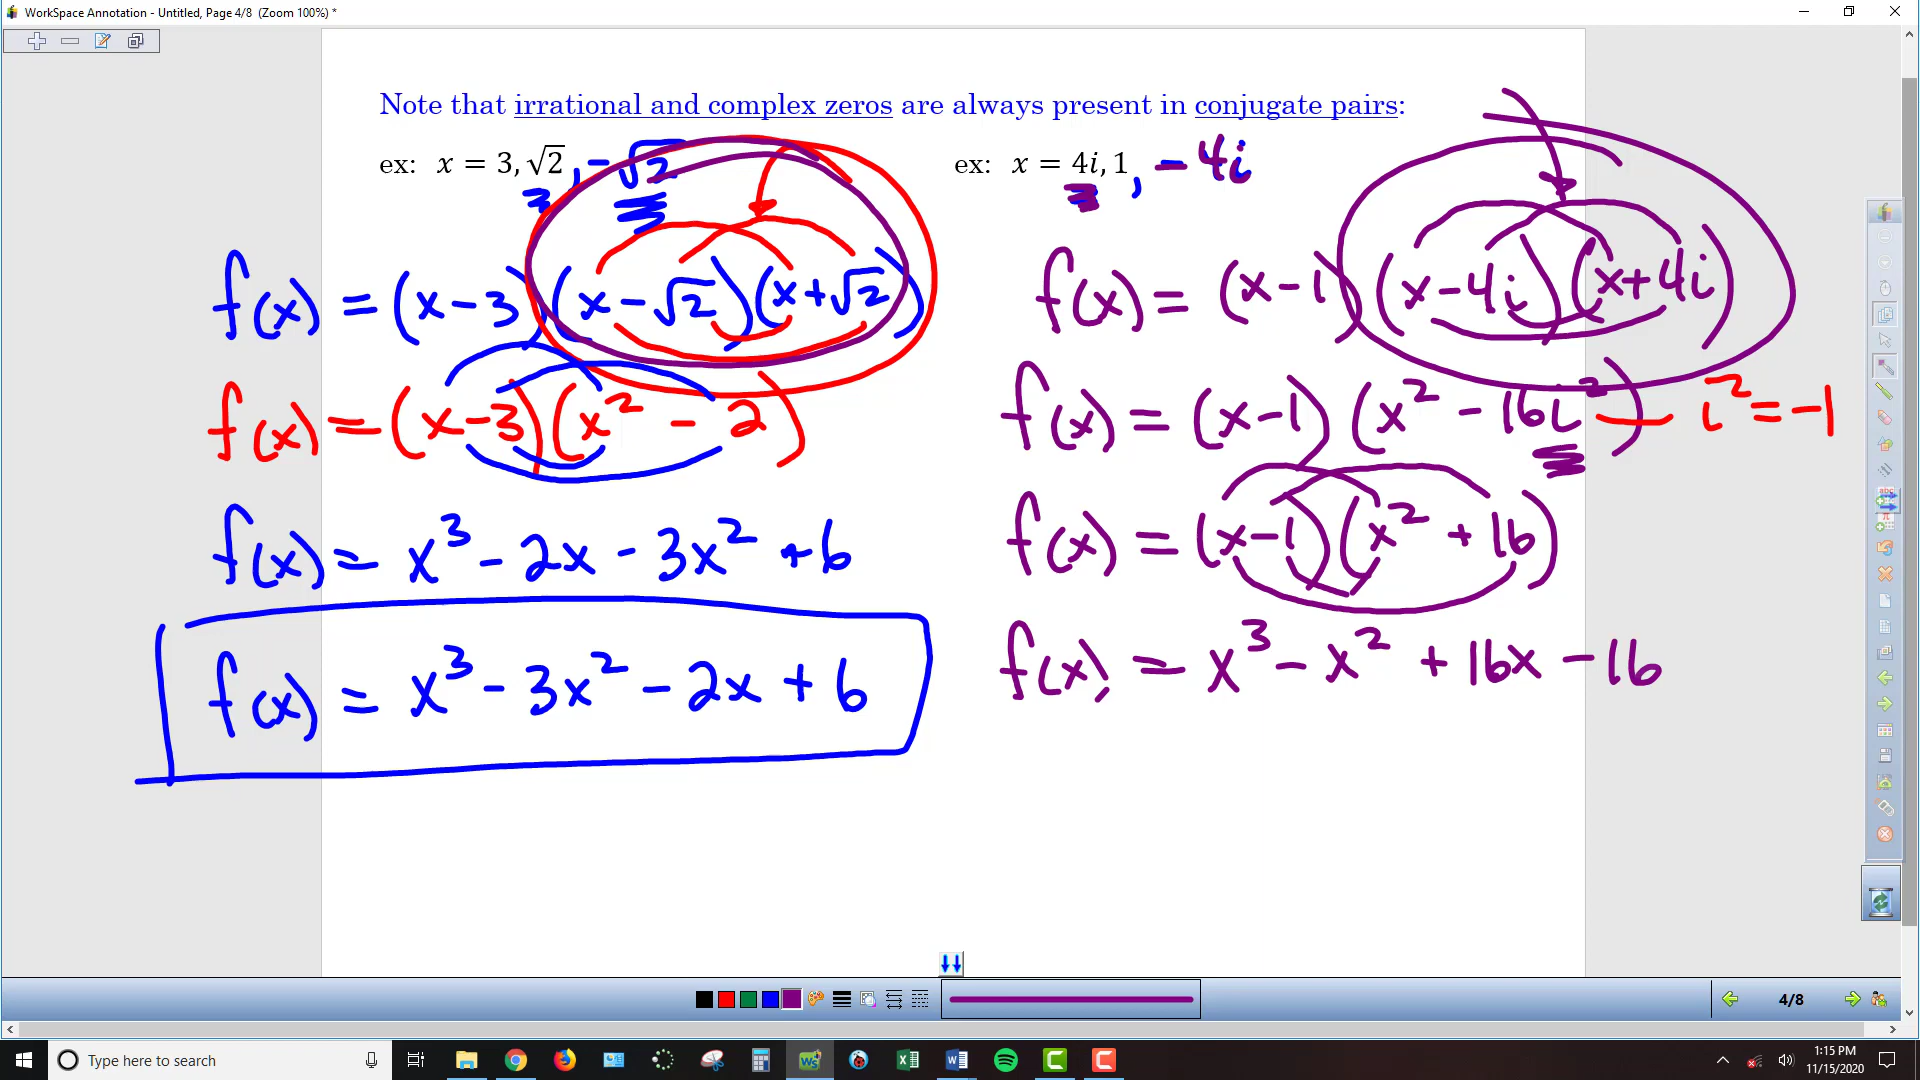 WorkSpace Annotation - Untitled, Page 4/8 (Zoom 100%) *
Note that irrational and complex zeros are always present in conjugate pairs:
ex: x = 3, √2, -√2
f(x) = (x-3)(x-√2)(x+√2)
f(x) = (x-3)(x² - 2)
f(x) = x³ - 2x - 3x² + 6
f(x) = x³ - 3x² - 2x + 6
ex: x = 4i, 1, -4i
f(x) = (x-1)(x-4i)(x+4i)
f(x) = (x-1)(x² - 16i²) i² = -1
f(x) = (x-1)(x² + 16)
f(x) = x³ - x² + 16x - 16
4/8
Type here to search
1:15 PM
11/15/2020